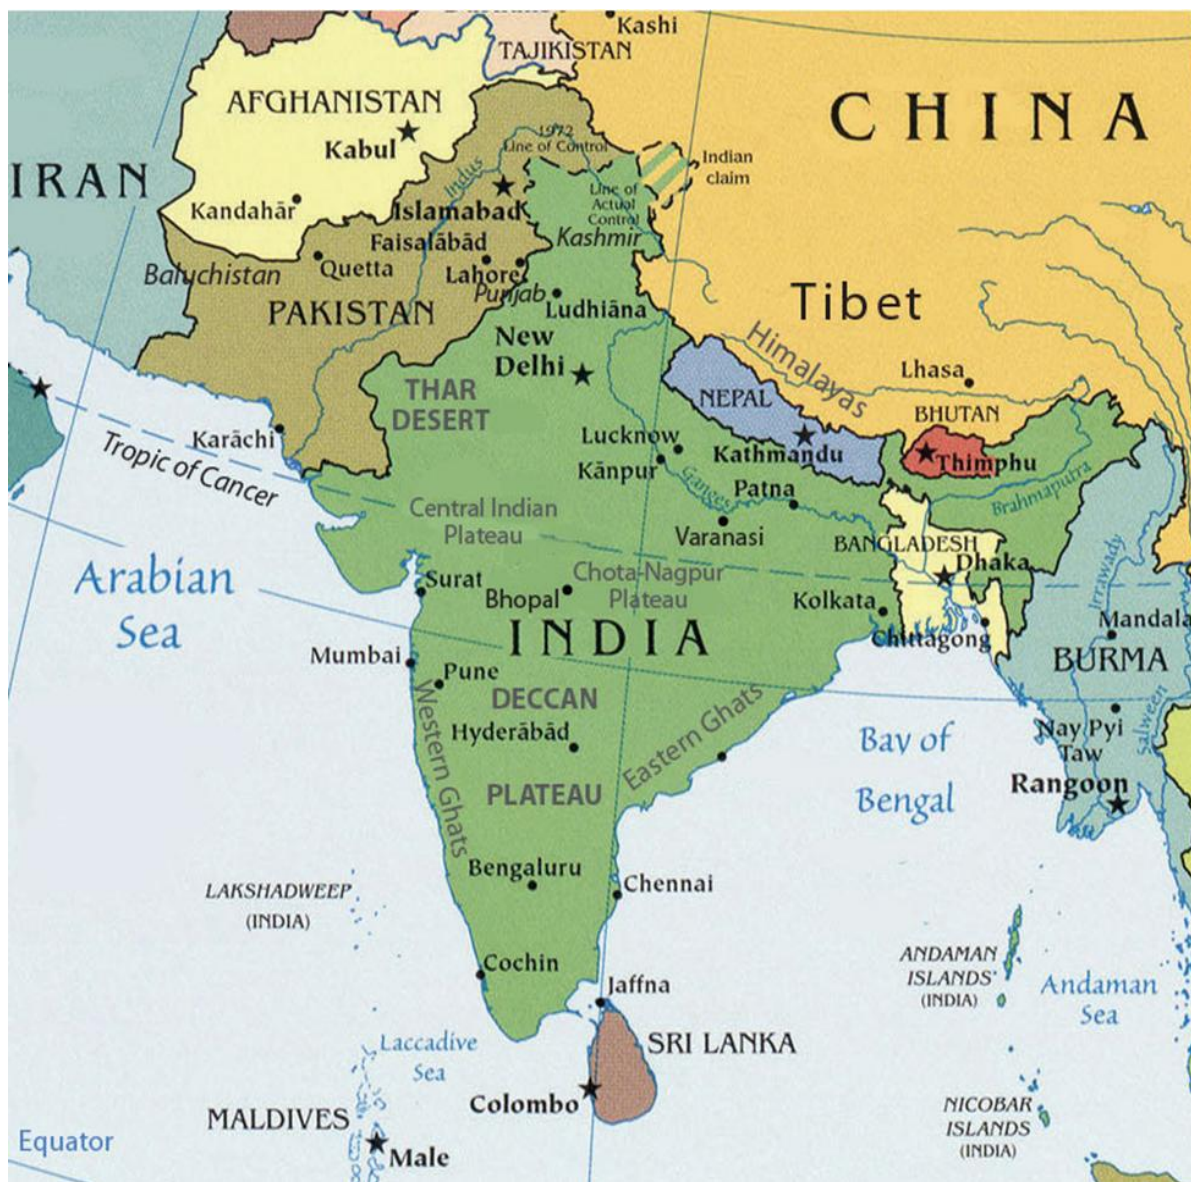 Kashi
TAJIKISTAN
AFGHANISTAN
CHINA
Kabul
1972
Line of Control
Indian
claim
IRAN
Indus
Line of
Actual
Control
Kandahār
Islamabad
Kashmir
Faisalābād
Baluchistan
Quetta
Lahore
Punjab
Tibet
PAKISTAN
Ludhiāna
New
Delhi
Himalayas
Lhasa
THAR
DESERT
NEPAL
BHUTAN
Karāchi
Lucknow
Kathmandu
Thimphu
Tropic of Cancer
Kānpur
Ganges
Patna
Brahmaputra
Central Indian
Plateau
Varanasi
BANGLADESH
Dhaka
Irrawady
Arabian
Sea
Surat
Chota-Nagpur
Plateau
Bhopal
Kolkata
Chittagong
Mandala
INDIA
Mumbai
BURMA
Pune
DECCAN
Western Ghats
Eastern Ghats
Salween
Hyderābād
Bay of
Bengal
Nay Pyi
Taw
PLATEAU
Rangoon
Bengaluru
Chennai
LAKSHADWEEP
(INDIA)
Cochin
ANDAMAN
ISLANDS
(INDIA)
Jaffna
Andaman
Sea
Laccadive
Sea
SRI LANKA
Colombo
MALDIVES
NICOBAR
ISLANDS
(INDIA)
Equator
Male